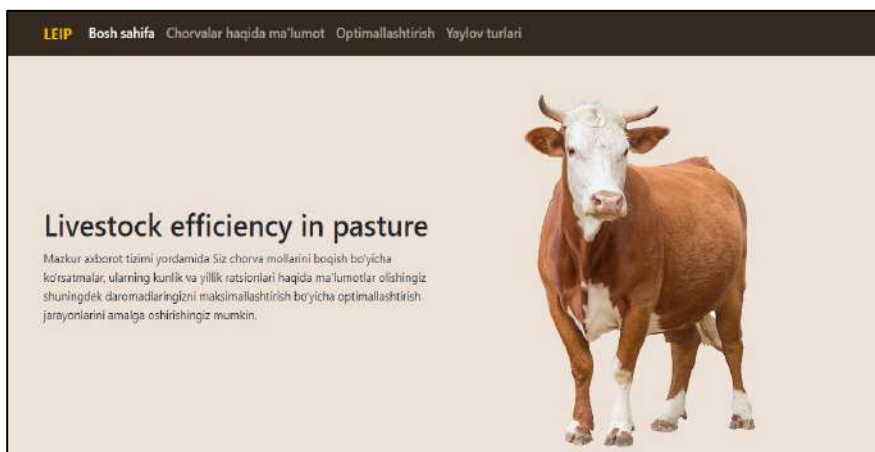 LEIP Bosh sahifa Chorvalar haqida ma'lumot Optimallashtirish Yaylov turlari
Livestock efficiency in pasture
Mazkur axborot tizimi yordamida Siz chorva mollarini boqish bo'yicha
ko'rsatmalar, ularning kunlik va yillik ratsionlari haqida ma'lumotlar olishingiz
shuningdek daromadlaringizni maksimallashtirish bo'yicha optimallashtirish
jarayonlarini amalga oshirishingiz mumkin.